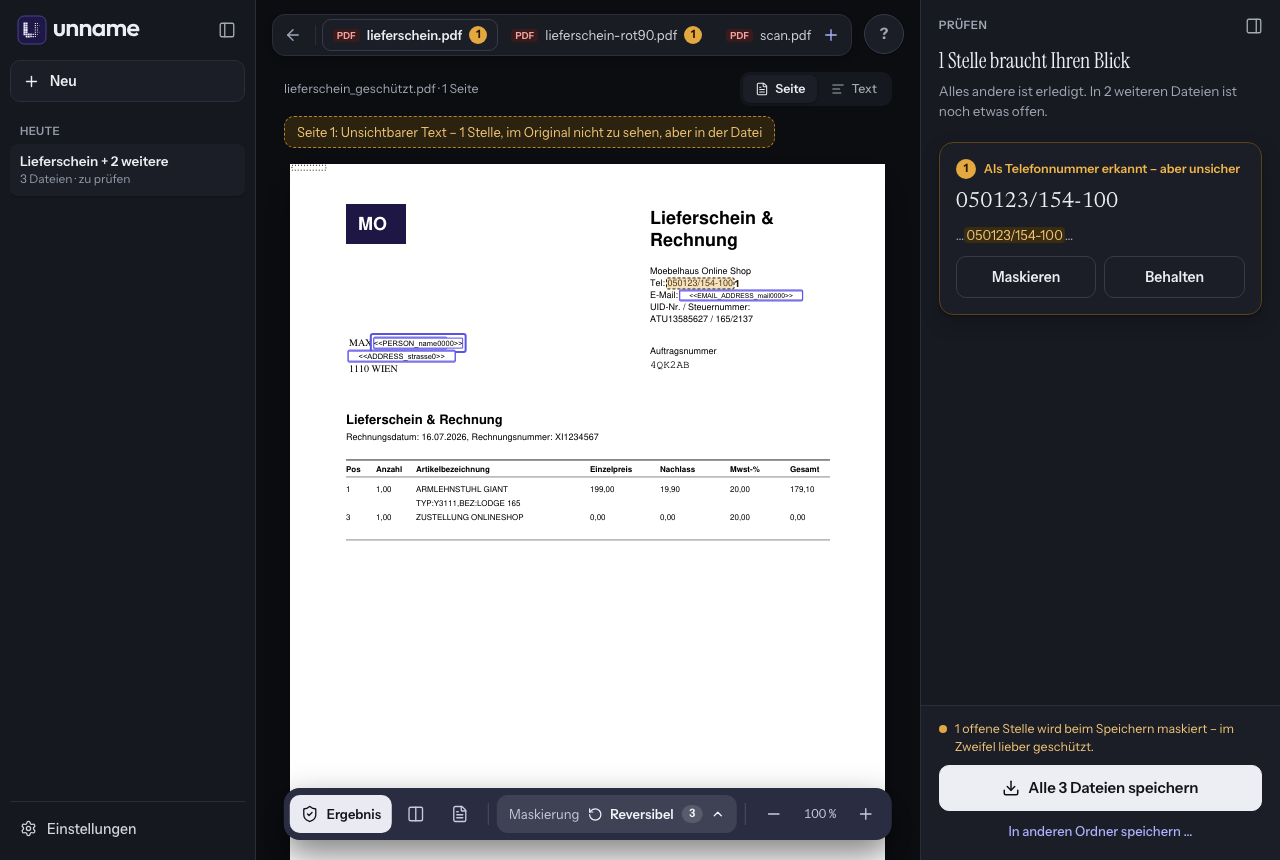 unname
Neu
HEUTE
Lieferschein + 2 weitere
3 Dateien · zu prüfen
Einstellungen
PDF lieferschein.pdf 1
PDF lieferschein-rot90.pdf 1
PDF scan.pdf
?
lieferschein_geschützt.pdf · 1 Seite
Seite
Text
Seite 1: Unsichtbarer Text – 1 Stelle, im Original nicht zu sehen, aber in der Datei
MO
Lieferschein &
Rechnung
Moebelhaus Online Shop
Tel.: 050123/154-100 1
E-Mail: <<EMAIL_ADDRESS_mail0000>>
UID-Nr. / Steuernummer:
ATU13585627 / 165/2137
MAX <<PERSON_name0000>>
<<ADDRESS_strasse0>>
1110 WIEN
Auftragsnummer
4QK2AB
Lieferschein & Rechnung
Rechnungsdatum: 16.07.2026, Rechnungsnummer: XI1234567
Pos Anzahl Artikelbezeichnung Einzelpreis Nachlass Mwst-% Gesamt
1 1,00 ARMLEHNSTUHL GIANT 199,00 19,90 20,00 179,10
TYP:Y3111,BEZ:LODGE 165
3 1,00 ZUSTELLUNG ONLINESHOP 0,00 0,00 20,00 0,00
Ergebnis
Maskierung Reversibel 3
100 %
PRÜFEN
1 Stelle braucht Ihren Blick
Alles andere ist erledigt. In 2 weiteren Dateien ist
noch etwas offen.
1 Als Telefonnummer erkannt – aber unsicher
050123/154-100
… 050123/154-100 …
Maskieren
Behalten
1 offene Stelle wird beim Speichern maskiert – im
Zweifel lieber geschützt.
Alle 3 Dateien speichern
In anderen Ordner speichern …